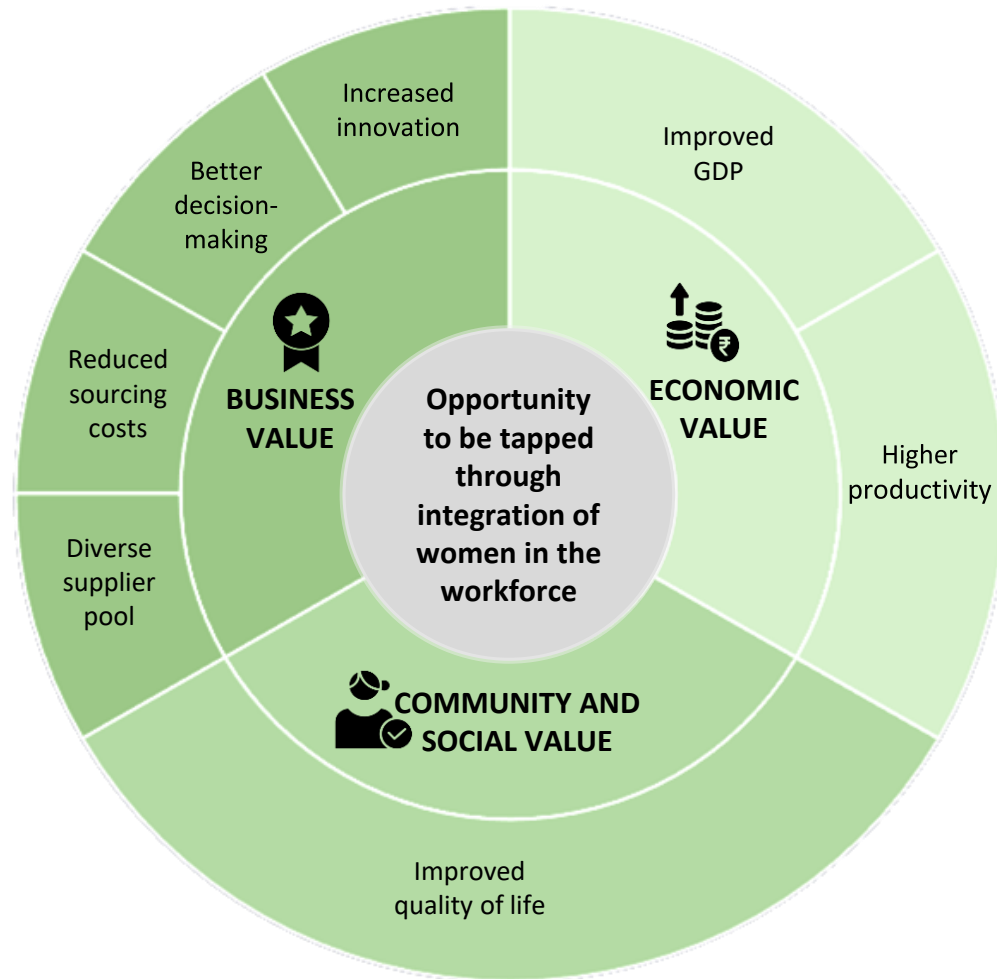 Increased
innovation
Improved
GDP
Better
decision-
making
Reduced
sourcing
costs
BUSINESS
VALUE
Opportunity
to be tapped
through
integration of
women in the
workforce
₹
ECONOMIC
VALUE
Higher
productivity
Diverse
supplier
pool
COMMUNITY AND
SOCIAL VALUE
Improved
quality of life